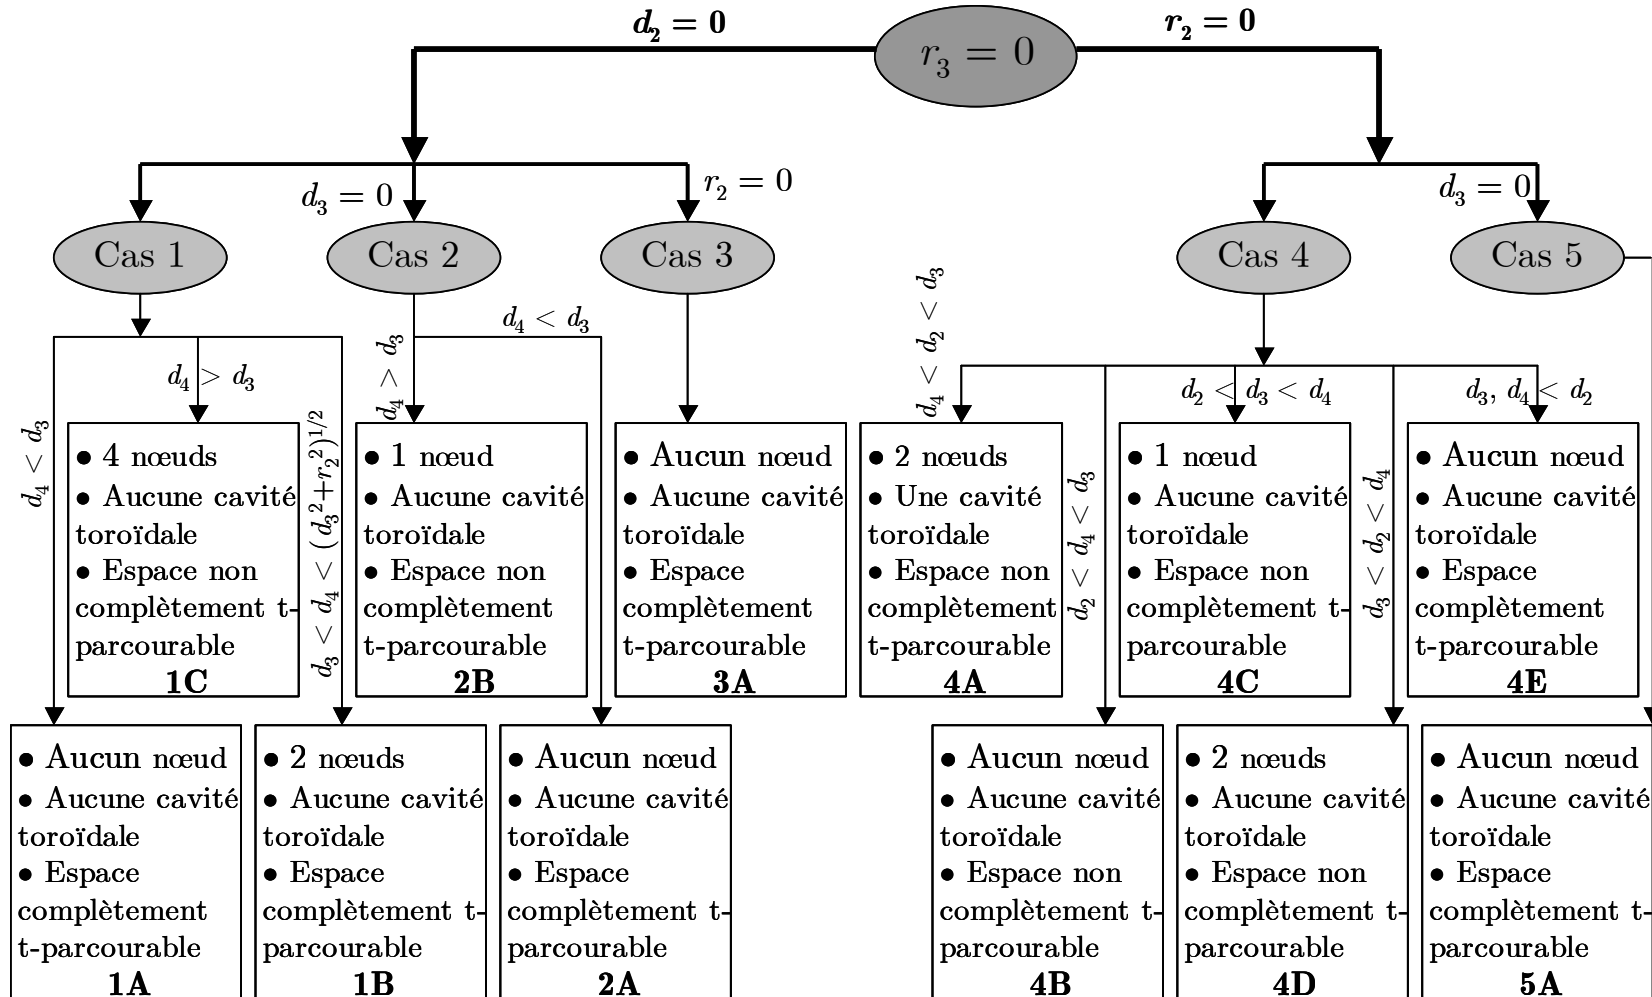 d₂ = 0
r₃ = 0
r₂ = 0
d₃ = 0
r₂ = 0
d₃ = 0
Cas 1
Cas 2
Cas 3
Cas 4
Cas 5
d₄ < d₃
d₄ > d₃
d₃ < d₄ < (d₃²+r₂²)^1/2
d₄ > d₃
d₄ < d₃
d₄ < d₂ < d₃
d₂ < d₄ < d₃
d₂ < d₃ < d₄
d₃ < d₂ < d₄
d₃, d₄ < d₂
• 4 nœuds
• Aucune cavité
toroïdale
• Espace non
complètement t-
parcourable
1C
• 1 nœud
• Aucune cavité
toroïdale
• Espace non
complètement
t-parcourable
2B
• Aucun nœud
• Aucune cavité
toroïdale
• Espace
complètement
t-parcourable
3A
• 2 nœuds
• Une cavité
toroïdale
• Espace non
complètement
t-parcourable
4A
• 1 nœud
• Aucune cavité
toroïdale
• Espace non
complètement t-
parcourable
4C
• Aucun nœud
• Aucune cavité
toroïdale
• Espace
complètement
t-parcourable
4E
• Aucun nœud
• Aucune cavité
toroïdale
• Espace
complètement
t-parcourable
1A
• 2 nœuds
• Aucune cavité
toroïdale
• Espace
complètement t-
parcourable
1B
• Aucun nœud
• Aucune cavité
toroïdale
• Espace
complètement t-
parcourable
2A
• Aucun nœud
• Aucune cavité
toroïdale
• Espace non
complètement t-
parcourable
4B
• 2 nœuds
• Aucune cavité
toroïdale
• Espace non
complètement t-
parcourable
4D
• Aucun nœud
• Aucune cavité
toroïdale
• Espace
complètement t-
parcourable
5A